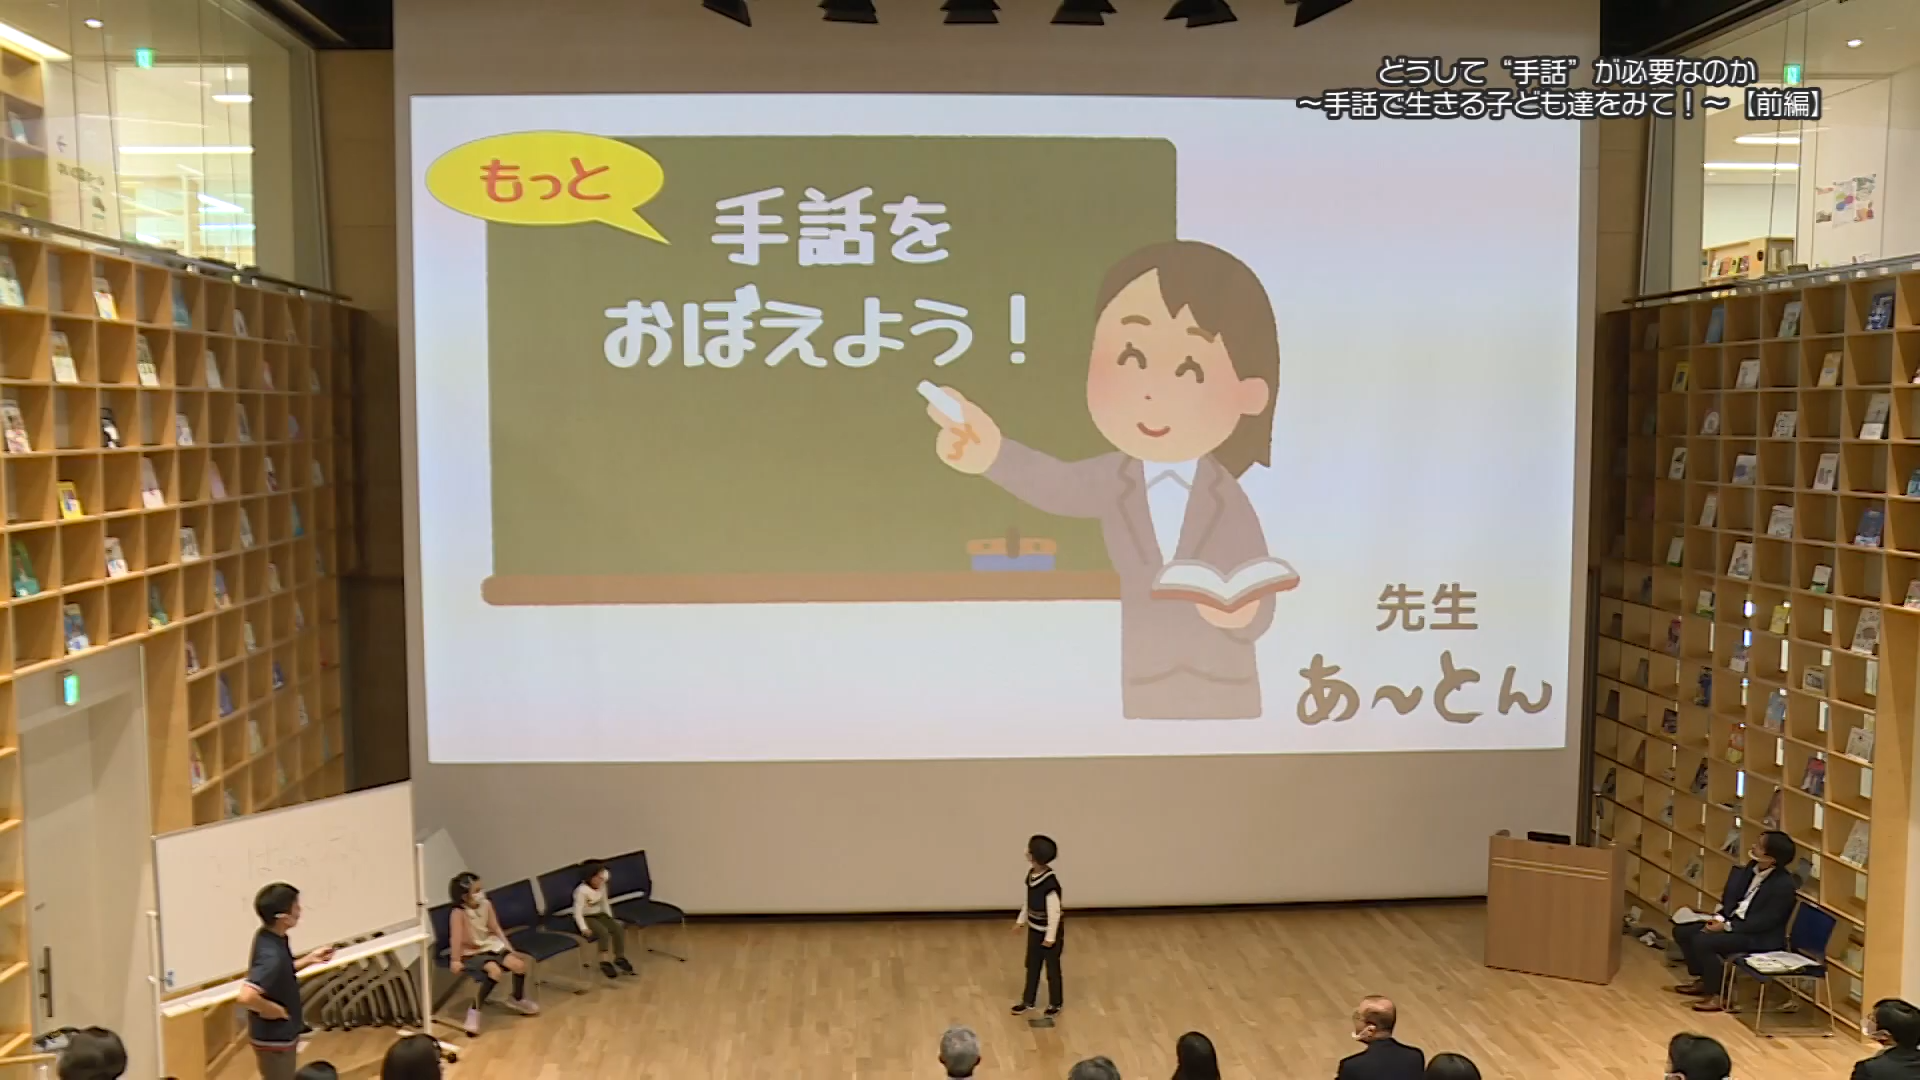 どうして“手話”が必要なのか
～手話で生きる子ども達をみて！～【前編】
もっと
手話を
おぼえよう！
先生
あ～とん